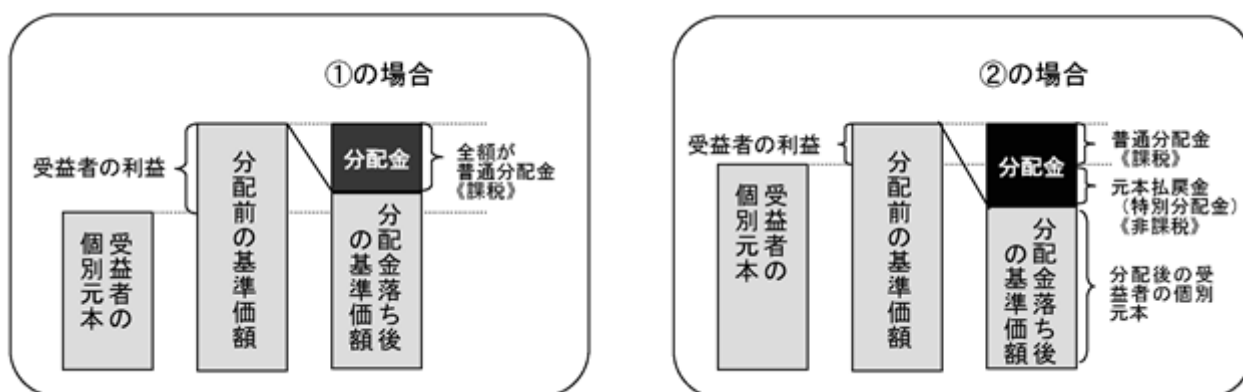 ①の場合
受益者の利益
受益者の
個別元本
分配前の基準価額
分配金
分配金落ち後
の基準価額
全額が
普通分配金
《課税》
②の場合
受益者の利益
受益者の
個別元本
分配前の基準価額
分配金
分配金落ち後
の基準価額
普通分配金
《課税》
元本払戻金
(特別分配金)
《非課税》
分配後の受
益者の個別
元本